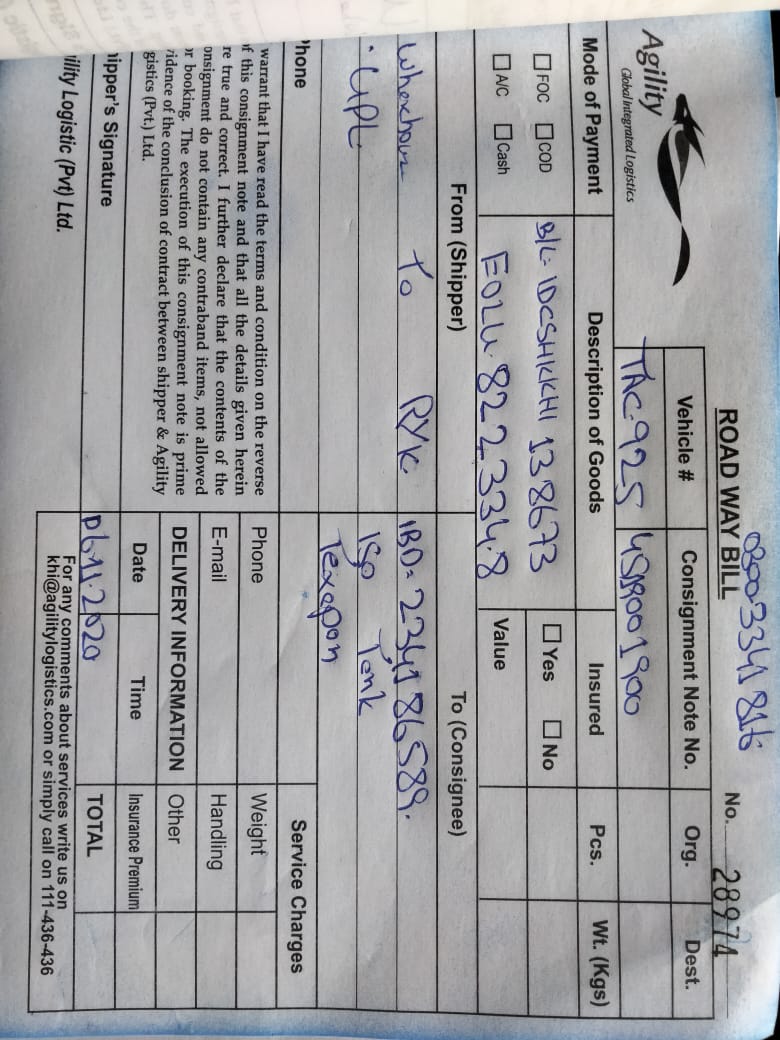 0300-3341816
ROAD WAY BILL
No. 28974
Agility
Global Integrated Logistics
Vehicle #
Consignment Note No.
Org.
Dest.
TAC-925
Mode of Payment
Description of Goods
Insured
Pcs.
Wt. (Kgs)
FOC
COD
B/L- IDCSHKKHI 138673
Yes
No
A/C
Cash
EOLU 8223348
Value
From (Shipper)
To (Consignee)
To RYK
IBD= 234186589.
UPL
ISO Tank
Texapon
hone
Service Charges
warrant that I have read the terms and condition on the reverse
f this consignment note and that all the details given herein
re true and correct. I further declare that the contents of the
onsignment do not contain any contraband items, not allowed
or booking. The execution of this consignment note is prime
vidence of the conclusion of contract between shipper & Agility
gistics (Pvt.) Ltd.
Phone
Weight
E-mail
Handling
DELIVERY INFORMATION
Other
Date
Time
Insurance Premium
hipper's Signature
06.11.2020
TOTAL
ility Logistic (Pvt) Ltd.
For any comments about services write us on
khi@agilitylogistics.com or simply call on 111-436-436